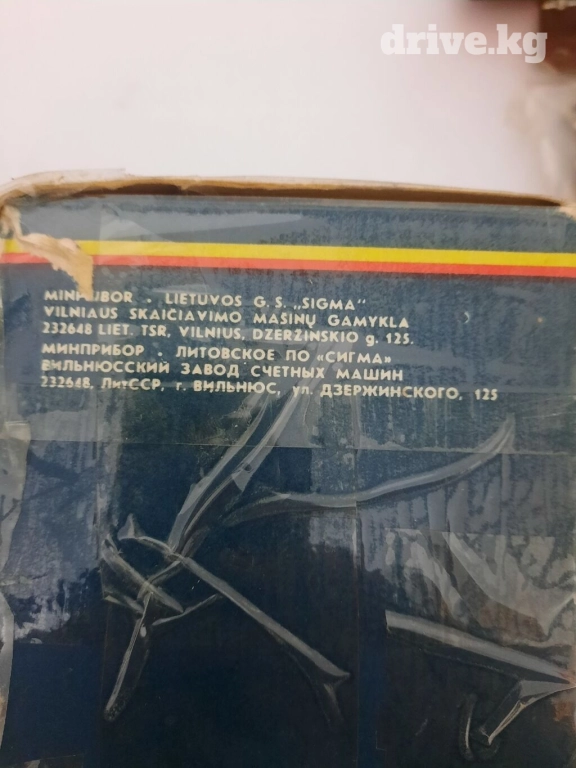 drive.kg
MINPRIBOR · LIETUVOS G. S. „SIGMA"
VILNIAUS SKAIČIAVIMO MAŠINŲ GAMYKLA
232648 LIET. TSR, VILNIUS, DZERŽINSKIO g. 125.
МИНПРИБОР · ЛИТОВСКОЕ ПО «СИГМА»
ВИЛЬНЮССКИЙ ЗАВОД СЧЕТНЫХ МАШИН
232648, ЛитССР, г. ВИЛЬНЮС, ул. ДЗЕРЖИНСКОГО, 125